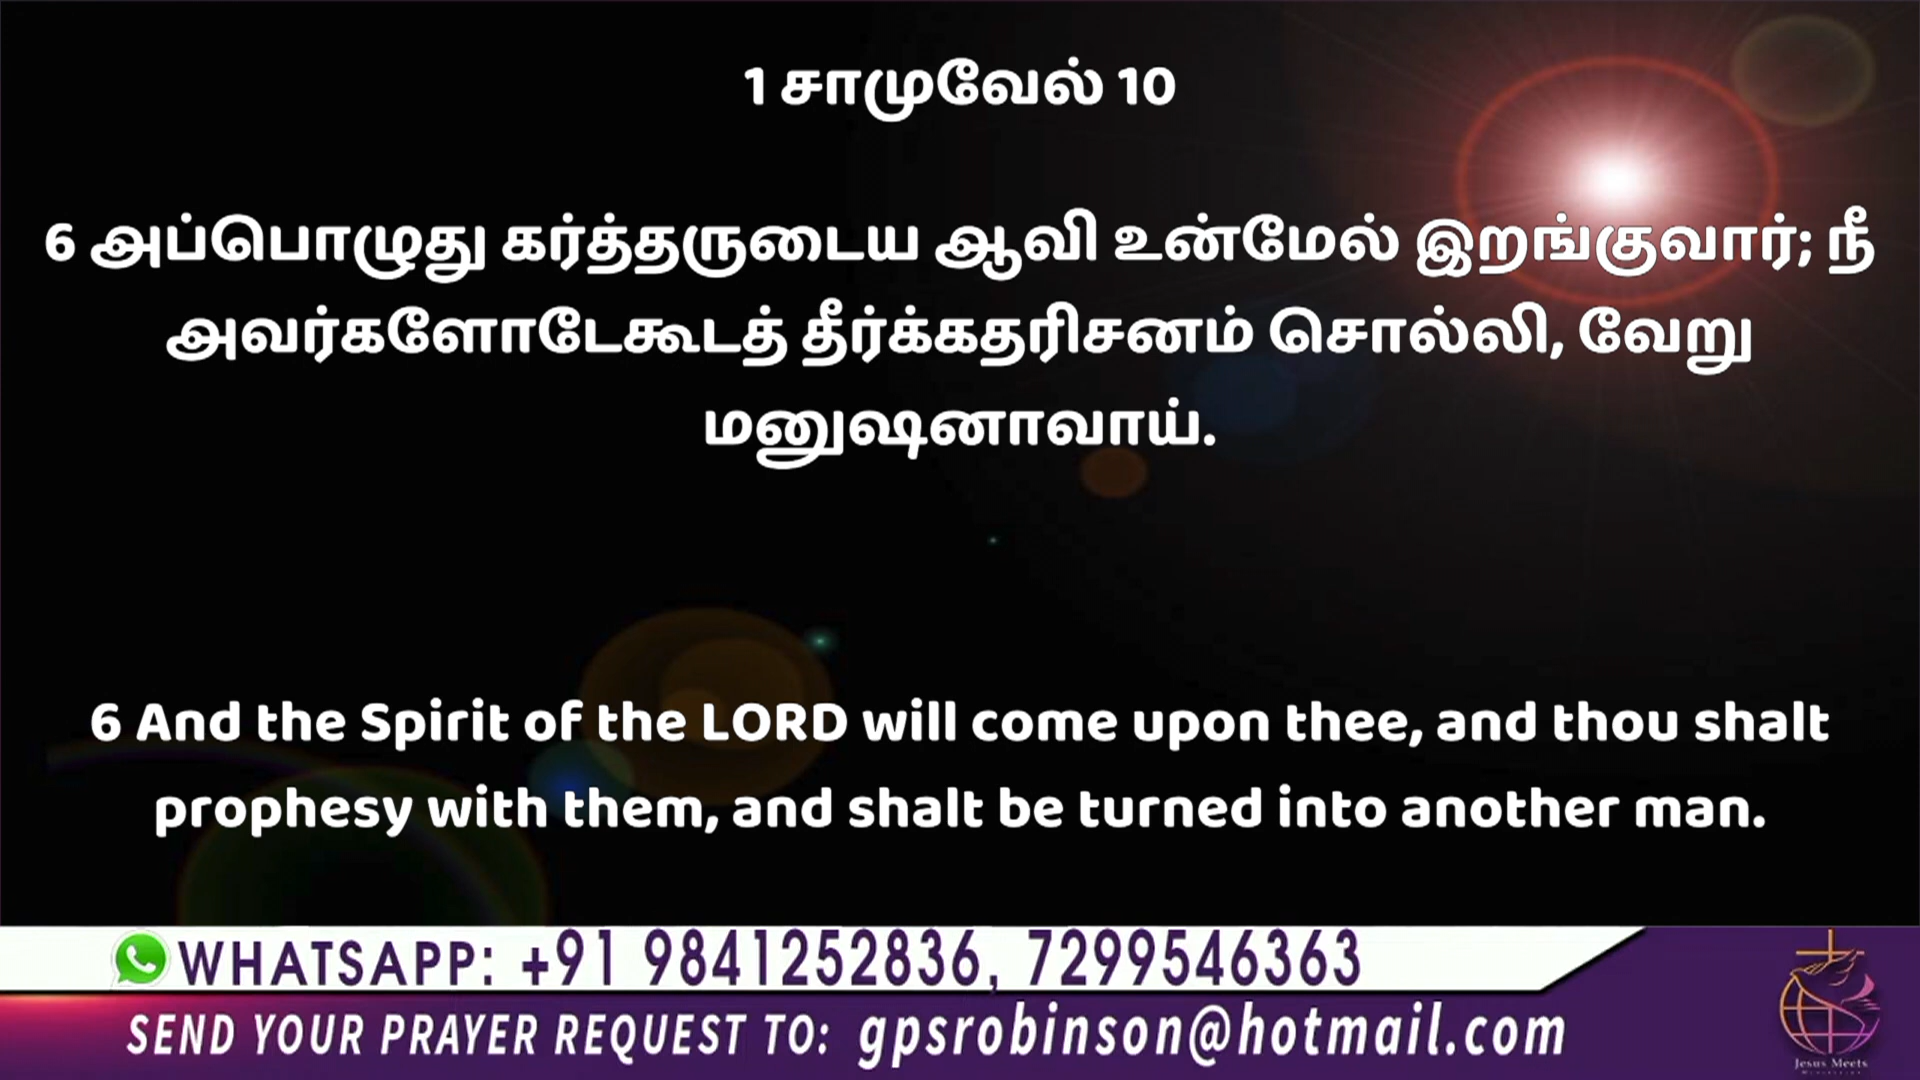 1 சாமுவேல் 10
6 அப்பொழுது கர்த்தருடைய ஆவி உன்மேல் இறங்குவார்; நீ
அவர்களோடேகூடத் தீர்க்கதரிசனம் சொல்லி, வேறு
மனுஷனாவாய்.
6 And the Spirit of the LORD will come upon thee, and thou shalt
prophesy with them, and shalt be turned into another man.
WHATSAPP: +91 9841252836, 7299546363
SEND YOUR PRAYER REQUEST TO: gpsrobinson@hotmail.com
Jesus Meets